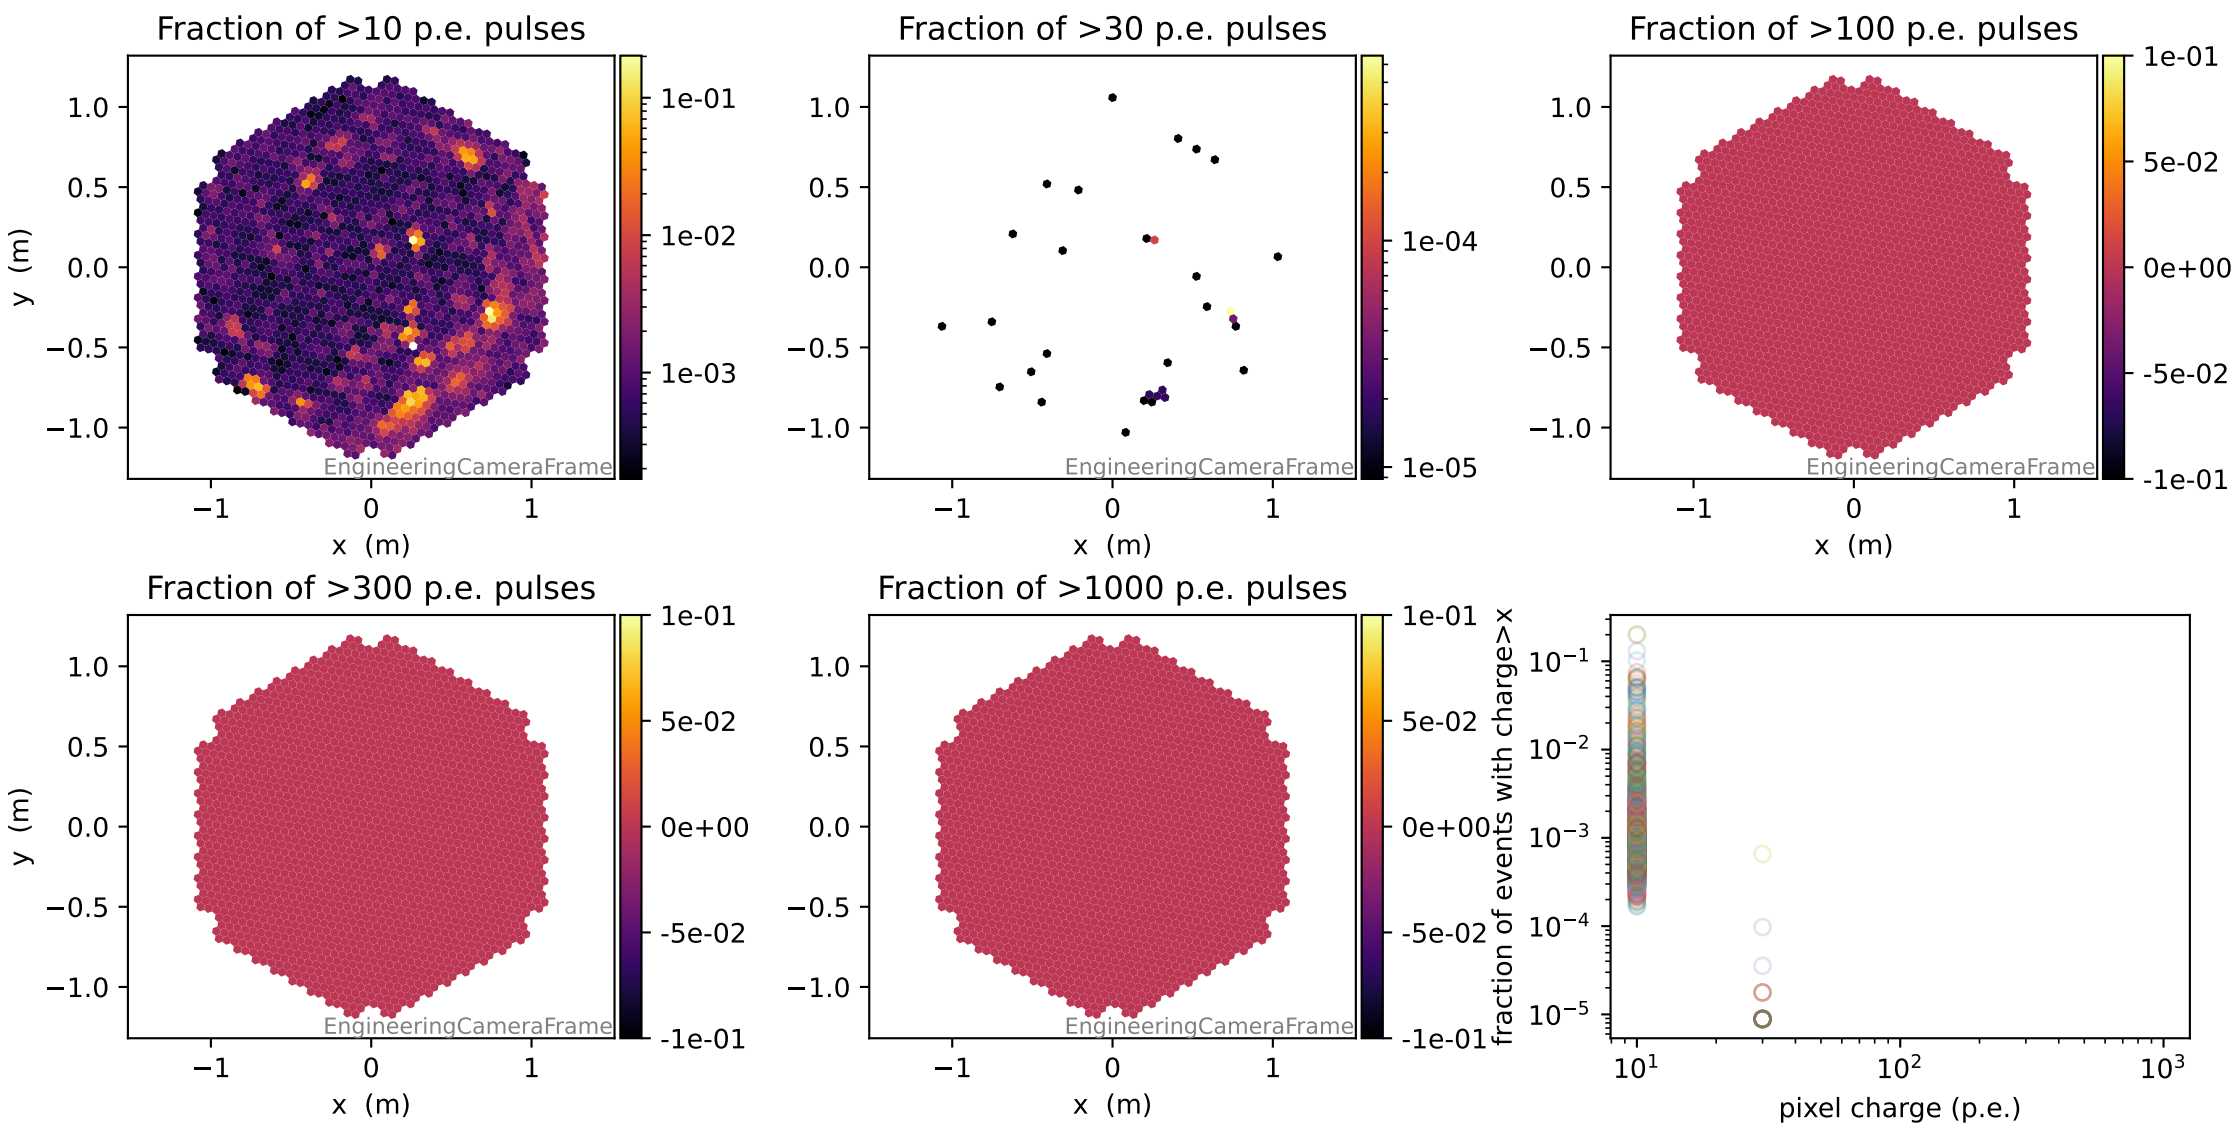 Fraction of >10 p.e. pulses
1.0
0.5
0.0
−0.5
−1.0
y (m)
−1
0
1
x (m)
EngineeringCameraFrame
1e-01
1e-02
1e-03
Fraction of >30 p.e. pulses
1.0
0.5
0.0
−0.5
−1.0
−1
0
1
x (m)
EngineeringCameraFrame
1e-04
1e-05
Fraction of >100 p.e. pulses
1.0
0.5
0.0
−0.5
−1.0
−1
0
1
x (m)
EngineeringCameraFrame
1e-01
5e-02
0e+00
-5e-02
-1e-01
Fraction of >300 p.e. pulses
1.0
0.5
0.0
−0.5
−1.0
y (m)
−1
0
1
x (m)
EngineeringCameraFrame
1e-01
5e-02
0e+00
-5e-02
-1e-01
Fraction of >1000 p.e. pulses
1.0
0.5
0.0
−0.5
−1.0
−1
0
1
x (m)
EngineeringCameraFrame
1e-01
5e-02
0e+00
-5e-02
-1e-01
fraction of events with charge>x
10⁻¹
10⁻²
10⁻³
10⁻⁴
10⁻⁵
10¹
10²
10³
pixel charge (p.e.)